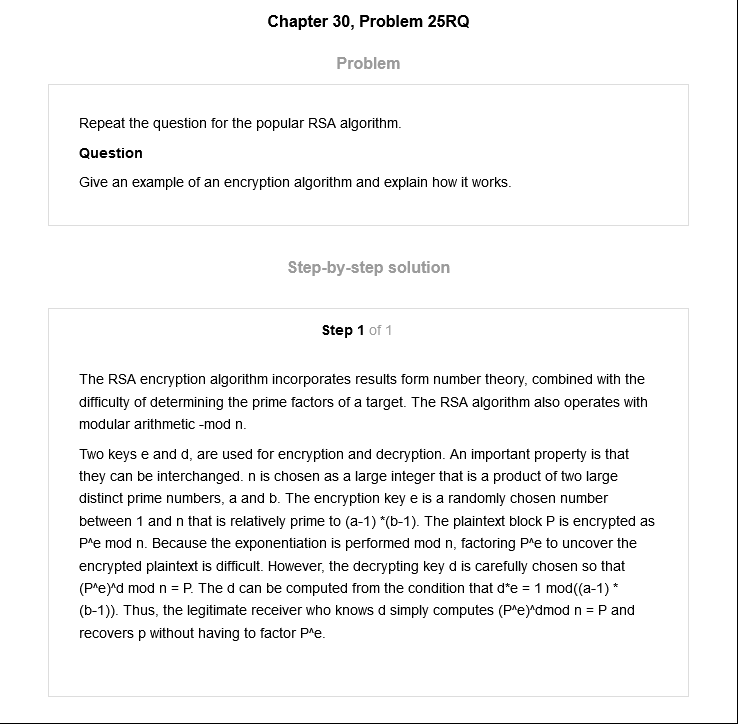 Chapter 30, Problem 25RQ
Problem
Repeat the question for the popular RSA algorithm.
Question
Give an example of an encryption algorithm and explain how it works.
Step-by-step solution
Step 1 of 1
The RSA encryption algorithm incorporates results form number theory, combined with the
difficulty of determining the prime factors of a target. The RSA algorithm also operates with
modular arithmetic -mod n.
Two keys e and d, are used for encryption and decryption. An important property is that
they can be interchanged. n is chosen as a large integer that is a product of two large
distinct prime numbers, a and b. The encryption key e is a randomly chosen number
between 1 and n that is relatively prime to (a-1) *(b-1). The plaintext block P is encrypted as
P^e mod n. Because the exponentiation is performed mod n, factoring P^e to uncover the
encrypted plaintext is difficult. However, the decrypting key d is carefully chosen so that
(P^e)^d mod n = P. The d can be computed from the condition that d*e = 1 mod((a-1) *
(b-1)). Thus, the legitimate receiver who knows d simply computes (P^e)^dmod n = P and
recovers p without having to factor P^e.